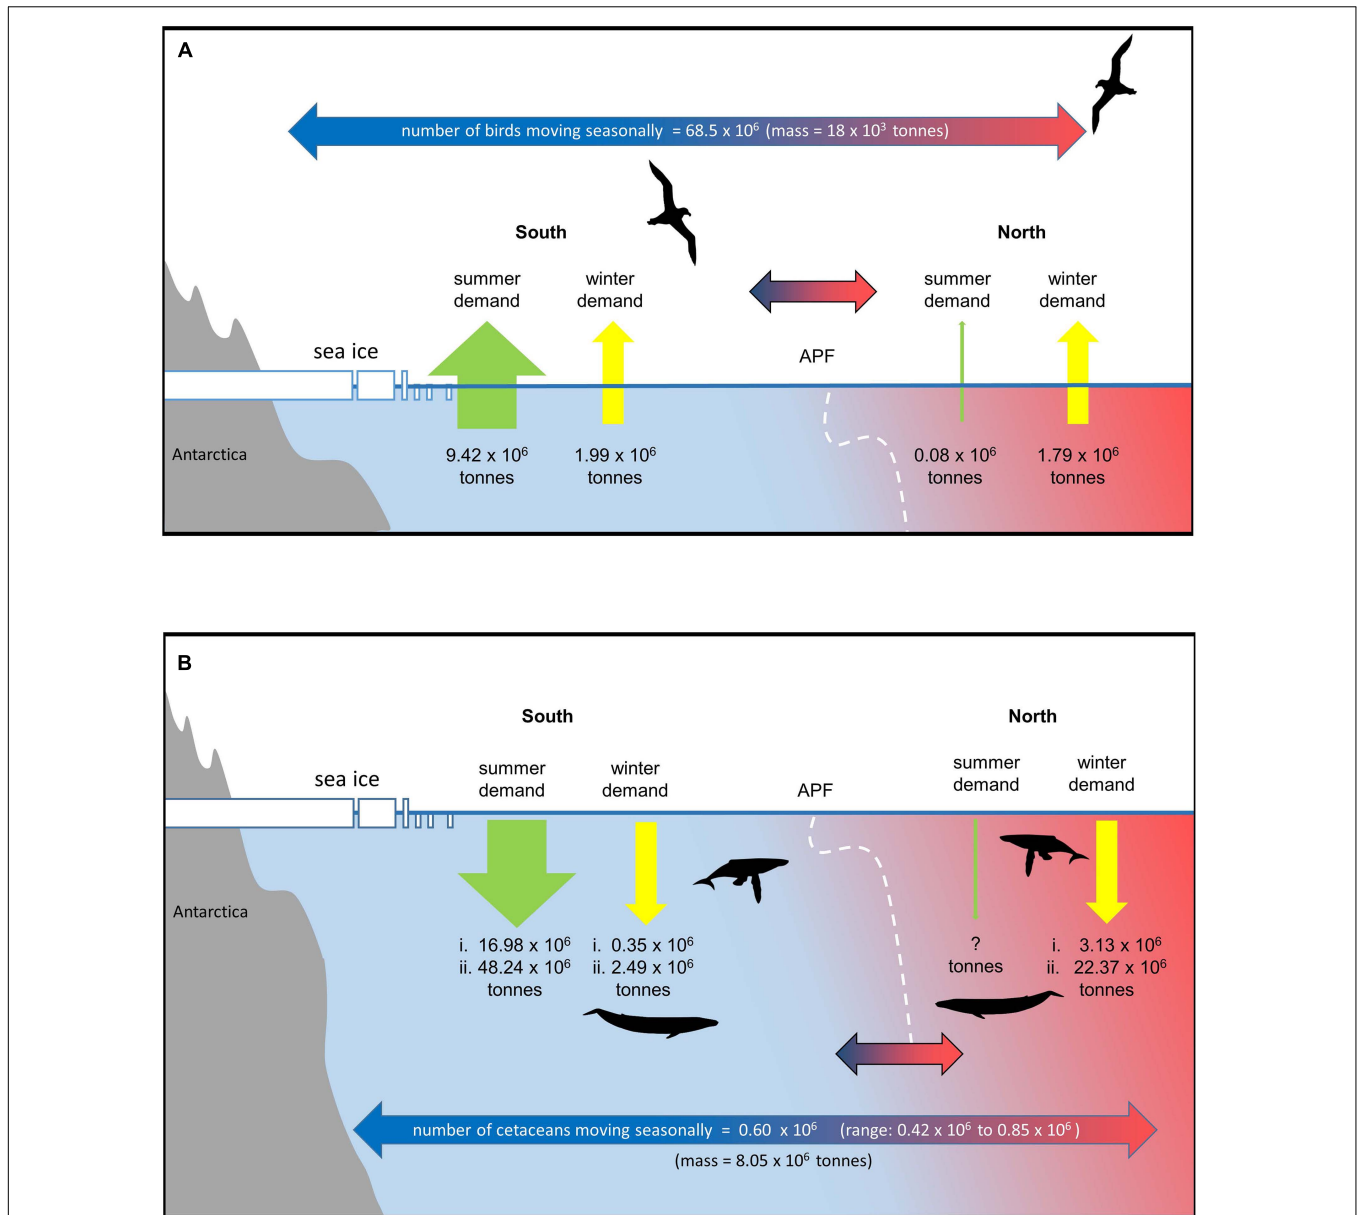 A
number of birds moving seasonally = 68.5 x 10⁶ (mass = 18 x 10³ tonnes)
South
North
summer
demand
winter
demand
summer
demand
winter
demand
sea ice
APF
Antarctica
9.42 x 10⁶
tonnes
1.99 x 10⁶
tonnes
0.08 x 10⁶
tonnes
1.79 x 10⁶
tonnes
B
South
North
summer
demand
winter
demand
summer
demand
winter
demand
sea ice
APF
Antarctica
i. 16.98 x 10⁶
ii. 48.24 x 10⁶
tonnes
i. 0.35 x 10⁶
ii. 2.49 x 10⁶
tonnes
?
tonnes
i. 3.13 x 10⁶
ii. 22.37 x 10⁶
tonnes
number of cetaceans moving seasonally = 0.60 x 10⁶ (range: 0.42 x 10⁶ to 0.85 x 10⁶ )
(mass = 8.05 x 10⁶ tonnes)